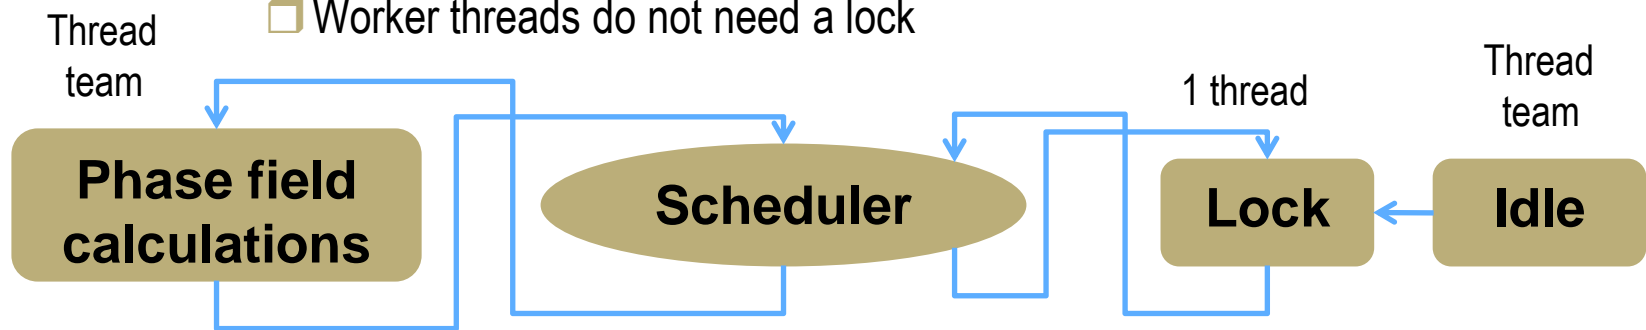 Worker threads do not need a lock
Thread
team
1 thread
Thread
team
Phase field
calculations
Scheduler
Lock
Idle